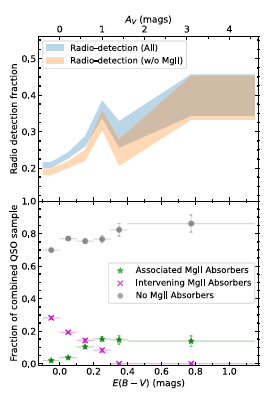 A_V (mags)
0 1 2 3 4
Radio-detection (All)
Radio-detection (w/o MgII)
Radio detection fraction
0.5
0.4
0.3
0.2
Fraction of combined QSO sample
1.0
0.8
0.6
0.4
0.2
0.0
Associated MgII Absorbers
Intervening MgII Absorbers
No MgII Absorbers
0.0 0.2 0.4 0.6 0.8 1.0
E(B − V) (mags)